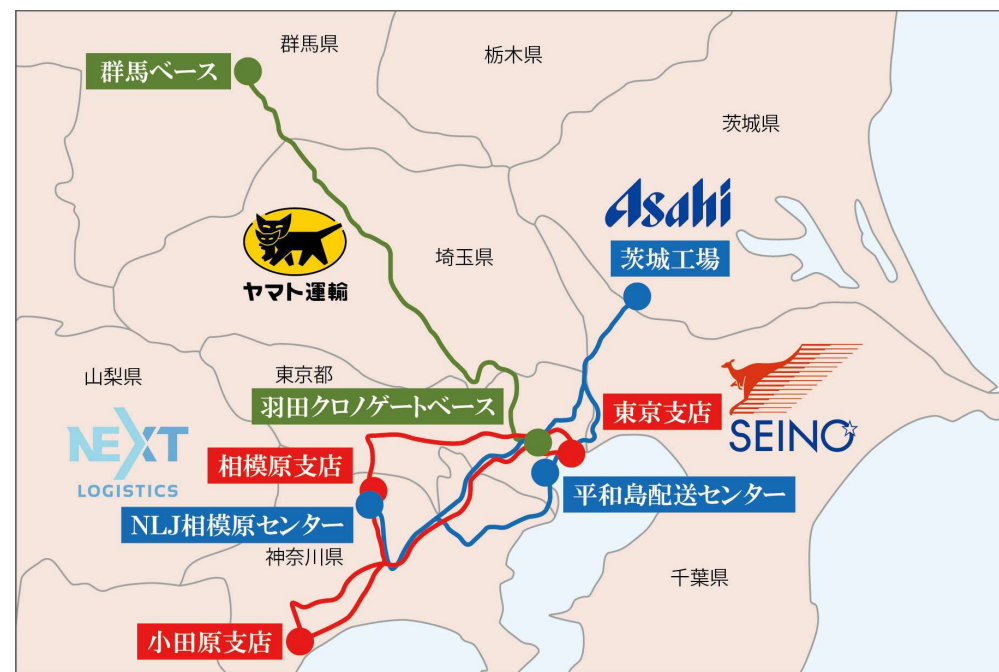 群馬県
栃木県
群馬ベース
茨城県
Asahi
茨城工場
埼玉県
ヤマト運輸
山梨県
東京都
羽田クロノゲートベース
東京支店
SEINO
NEXT
LOGISTICS
相模原支店
平和島配送センター
NLJ相模原センター
神奈川県
千葉県
小田原支店